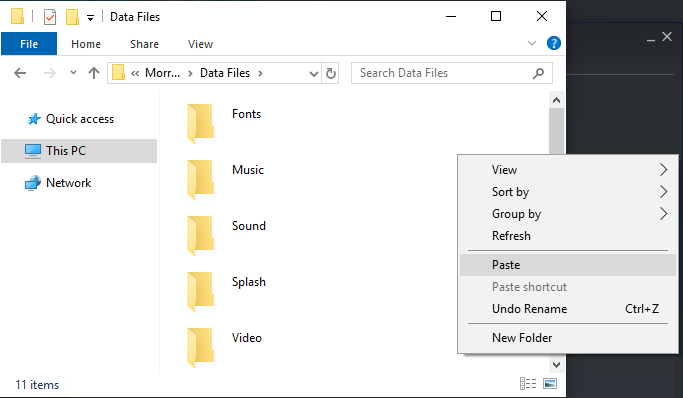 Data Files
File Home Share View
« Morr... › Data Files ›
Search Data Files
Quick access
This PC
Network
Fonts
Music
Sound
Splash
Video
View
Sort by
Group by
Refresh
Paste
Paste shortcut
Undo Rename Ctrl+Z
New Folder
11 items